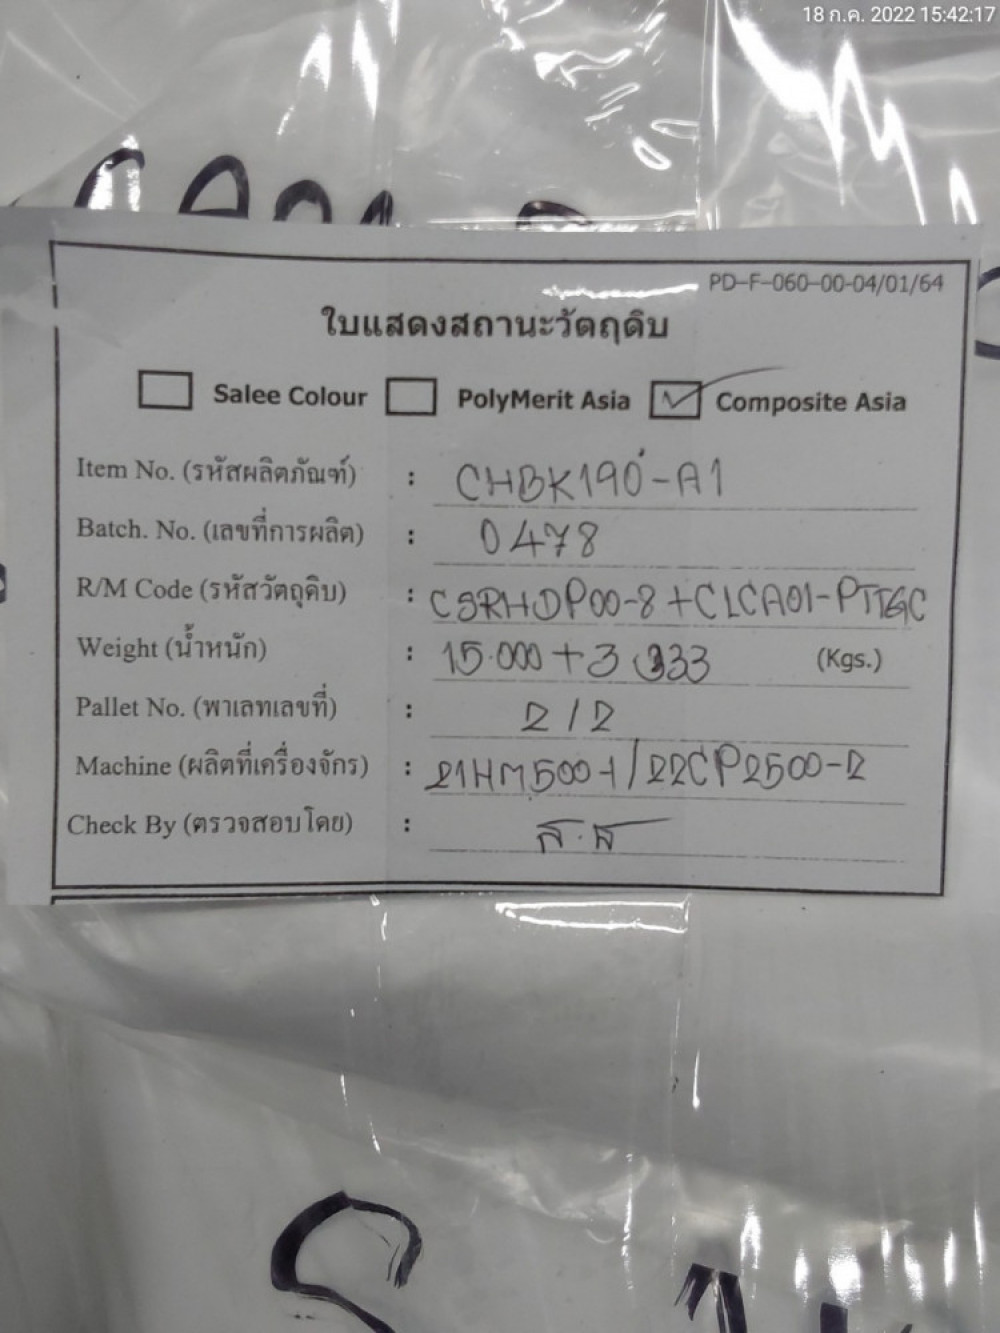 18 ก.ค. 2022 15:42:17
PD-F-060-00-04/01/64
ใบแสดงสถานะวัตถุดิบ
Salee Colour PolyMerit Asia Composite Asia
Item No. (รหัสผลิตภัณฑ์) : CHBK190-A1
Batch. No. (เลขที่การผลิต) : 0478
R/M Code (รหัสวัตถุดิบ) : CSRHDP00-8+CLCA01-PTTGC
Weight (น้ำหนัก) : 15.000+3.333 (Kgs.)
Pallet No. (พาเลทเลขที่) : 2/2
Machine (ผลิตที่เครื่องจักร) : 21HM500-1/22CP2500-2
Check By (ตรวจสอบโดย) : ส.ส